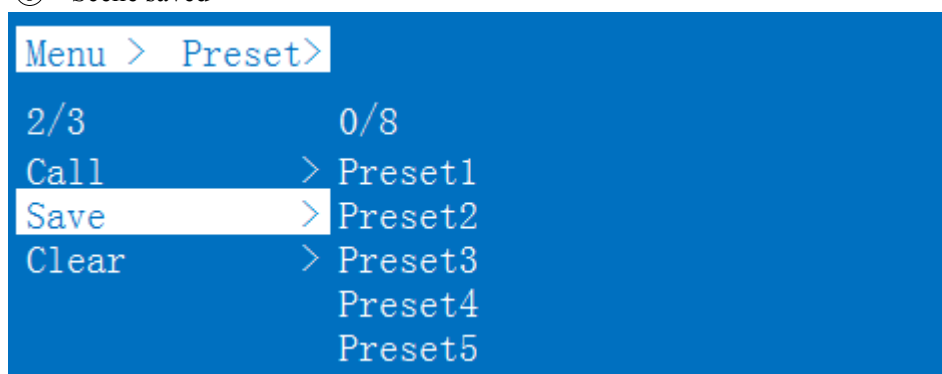 Menu > Preset>
2/3 0/8
Call > Preset1
Save > Preset2
Clear > Preset3
Preset4
Preset5